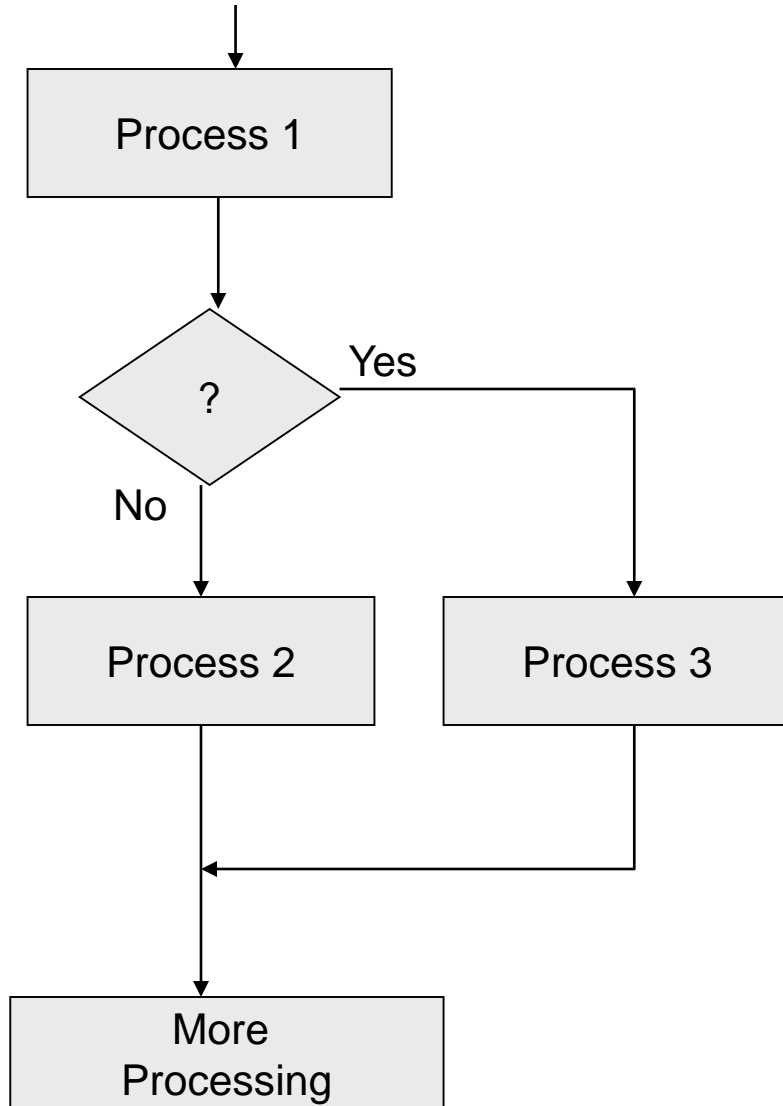 Process 1
?
Yes
No
Process 2
Process 3
More
Processing